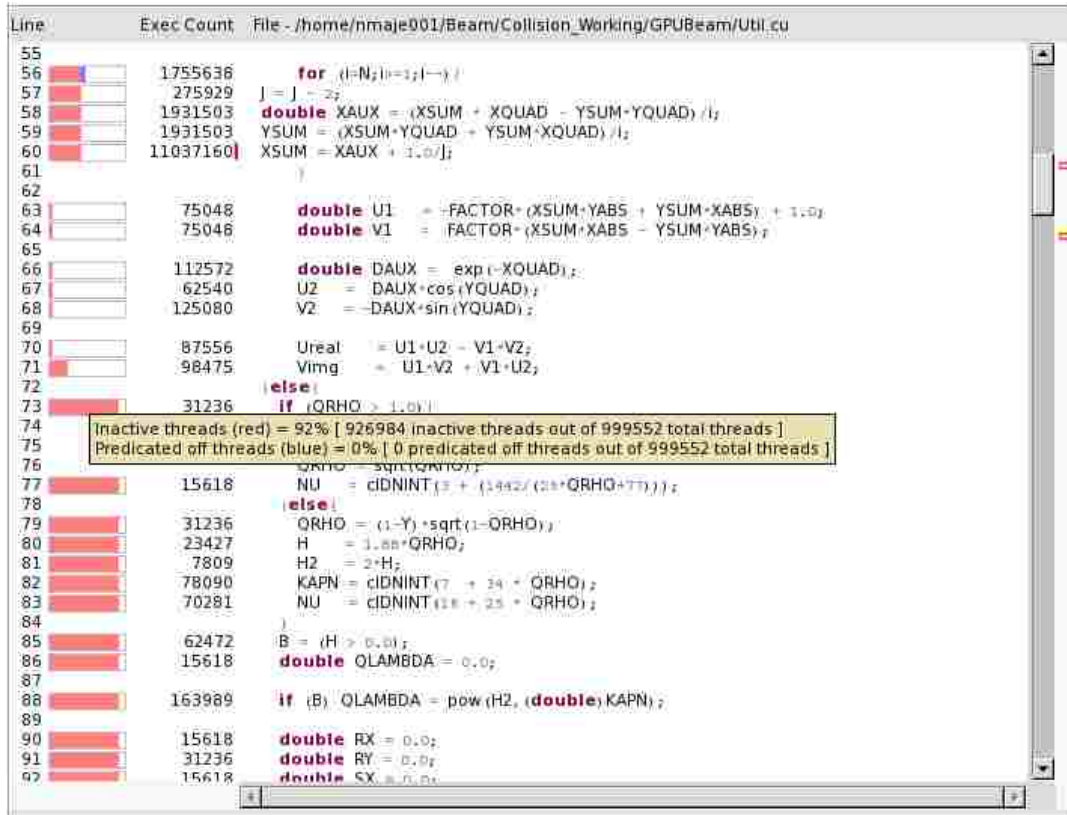 Line Exec Count File - /home/nmaje001/Beam/Collision_Working/GPUBeam/Util.cu
55
56 1755638 for (i=N;i>=1;i--){
57 275929 J = J - 2;
58 1931503 double XAUX = (XSUM * XQUAD - YSUM*YQUAD)/i;
59 1931503 YSUM = (XSUM*YQUAD + YSUM*XQUAD)/i;
60 11037160 XSUM = XAUX + 1.0/J;
61 }
62
63 75048 double U1 = -FACTOR*(XSUM*YABS + YSUM*XABS) + 1.0;
64 75048 double V1 = FACTOR*(XSUM*XABS - YSUM*YABS);
65
66 112572 double DAUX = exp(-XQUAD);
67 62540 U2 = DAUX*cos(YQUAD);
68 125080 V2 = -DAUX*sin(YQUAD);
69
70 87556 Ureal = U1*U2 - V1*V2;
71 98475 Vimg = U1*V2 + V1*U2;
72 }else{
73 31236 if (QRHO > 1.0){
74 Inactive threads (red) = 92% [ 926984 inactive threads out of 999552 total threads ]
75 Predicated off threads (blue) = 0% [ 0 predicated off threads out of 999552 total threads ]
76 QRHO = sqrt(QRHO);
77 15618 NU = cIDNINT(3 + (1442/(26*QRHO+77)));
78 }else{
79 31236 QRHO = (1-Y)*sqrt(1-QRHO);
80 23427 H = 1.88*QRHO;
81 7809 H2 = 2*H;
82 78090 KAPN = cIDNINT(7 + 34 * QRHO);
83 70281 NU = cIDNINT(16 + 26 * QRHO);
84 }
85 62472 B = (H > 0.0);
86 15618 double QLAMBDA = 0.0;
87
88 163989 if (B) QLAMBDA = pow(H2, (double)KAPN);
89
90 15618 double RX = 0.0;
91 31236 double RY = 0.0;
92 15618 double SX = 0.0;